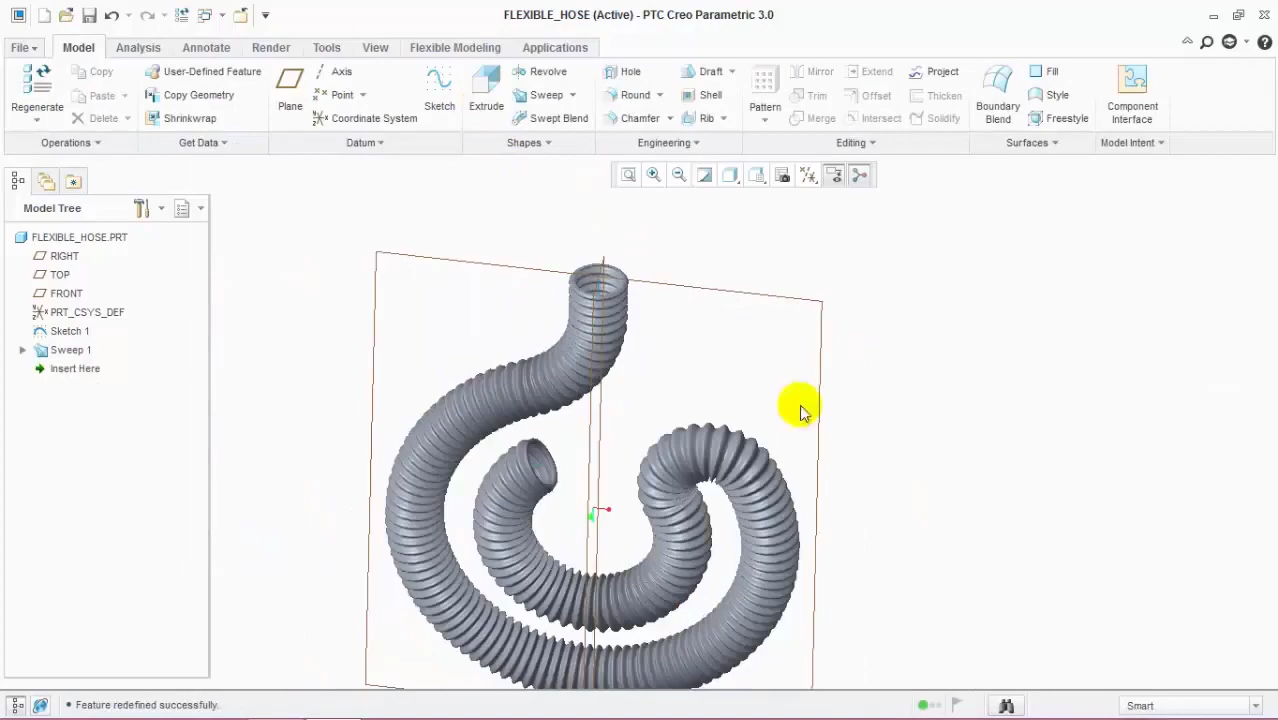 FLEXIBLE_HOSE (Active) - PTC Creo Parametric 3.0
File Model Analysis Annotate Render Tools View Flexible Modeling Applications
Regenerate
Copy
Paste
Delete
User-Defined Feature
Copy Geometry
Shrinkwrap
Plane
Axis
Point
Coordinate System
Sketch
Extrude
Revolve
Sweep
Swept Blend
Hole
Round
Chamfer
Draft
Shell
Rib
Pattern
Mirror
Trim
Merge
Extend
Offset
Intersect
Project
Thicken
Solidify
Boundary
Blend
Fill
Style
Freestyle
Component
Interface
Operations Get Data Datum Shapes Engineering Editing Surfaces Model Intent
Model Tree
FLEXIBLE_HOSE.PRT
RIGHT
TOP
FRONT
PRT_CSYS_DEF
Sketch 1
Sweep 1
Insert Here
• Feature redefined successfully.
Smart